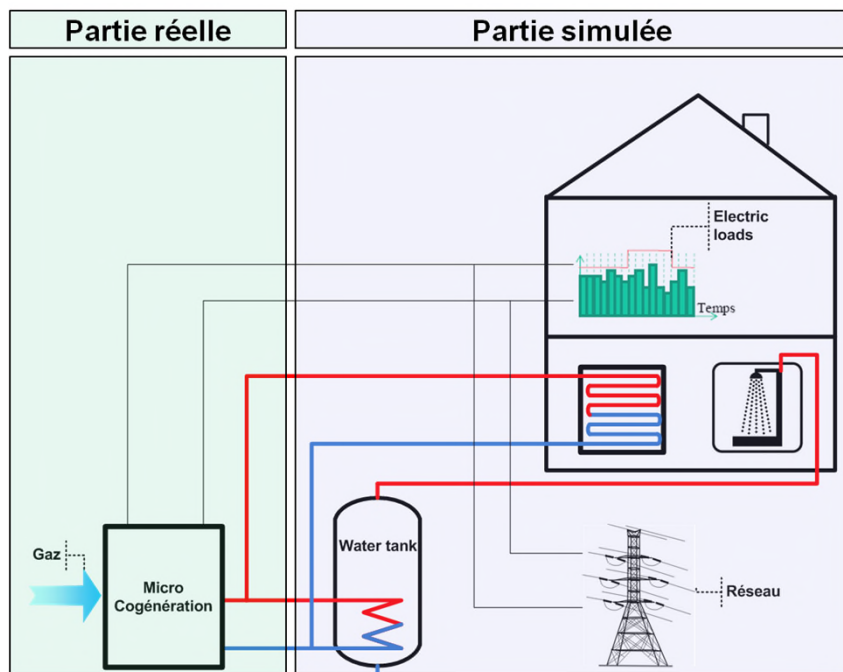 Partie réelle
Partie simulée
Electric
loads
Temps
Water tank
Gaz
Micro
Cogénération
Réseau